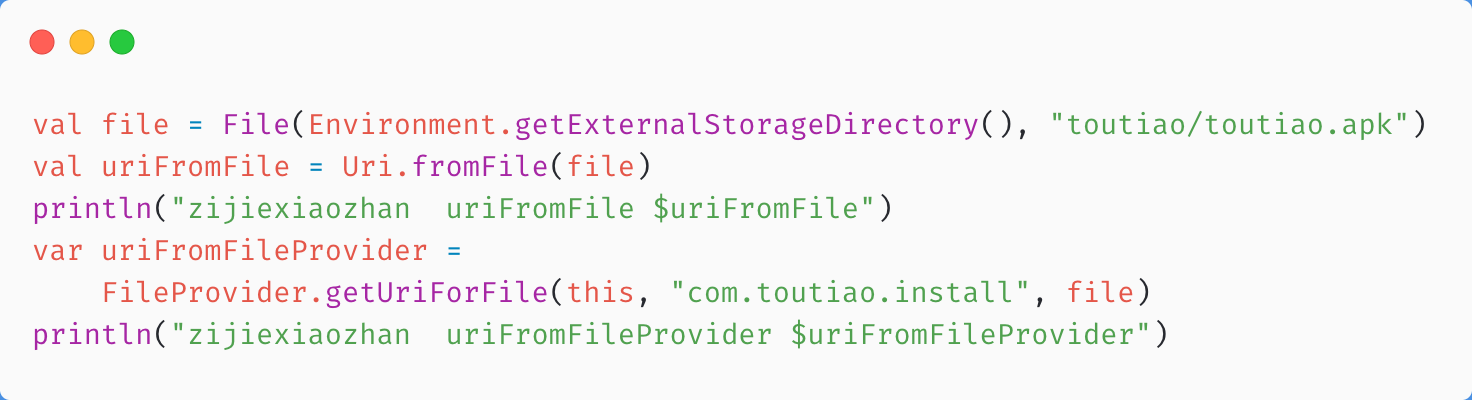 val file = File(Environment.getExternalStorageDirectory(), "toutiao/toutiao.apk")
val uriFromFile = Uri.fromFile(file)
println("zijiexiaozhan  uriFromFile $uriFromFile")
var uriFromFileProvider =
    FileProvider.getUriForFile(this, "com.toutiao.install", file)
println("zijiexiaozhan  uriFromFileProvider $uriFromFileProvider")